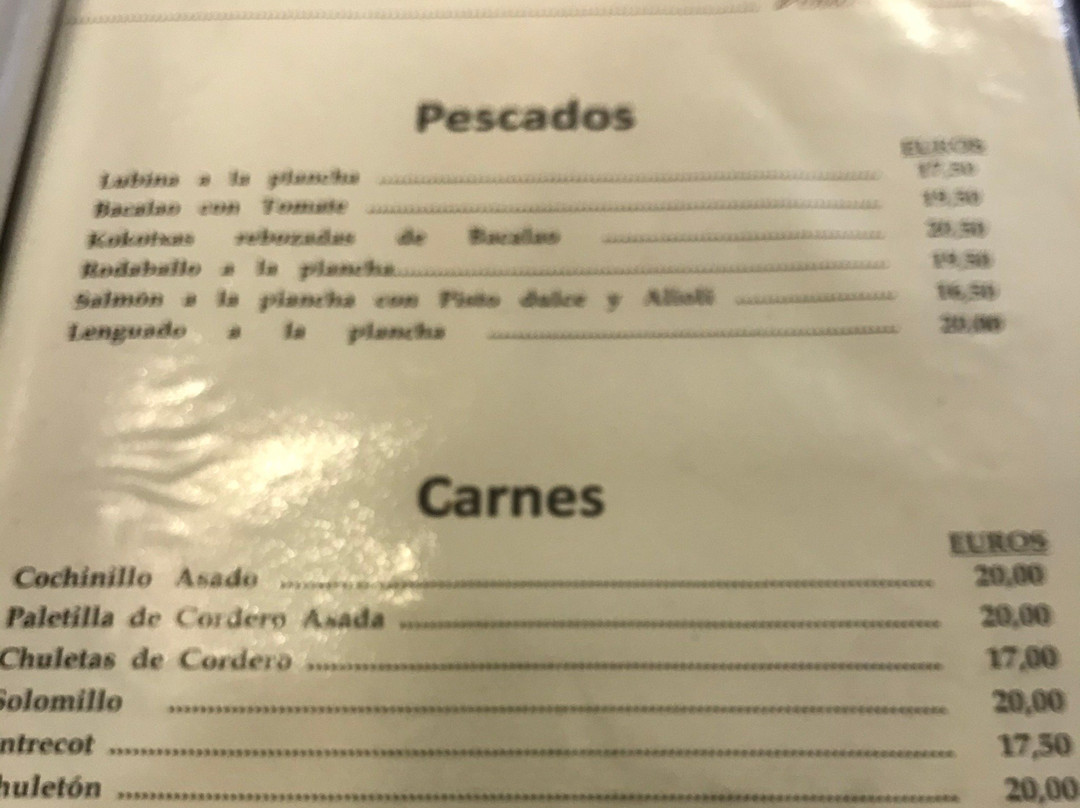 Pescados
EUROS
Lubina a la plancha 17,50
Bacalao con Tomate 19,50
Kokotxas rebozadas de Bacalao 20,50
Rodaballo a la plancha 19,50
Salmón a la plancha con Pisto dulce y Allioli 16,50
Lenguado a la plancha 20,00
Carnes
EUROS
Cochinillo Asado 20,00
Paletilla de Cordero Asada 20,00
Chuletas de Cordero 17,00
Solomillo 20,00
ntrecot 17,50
huletón 20,00